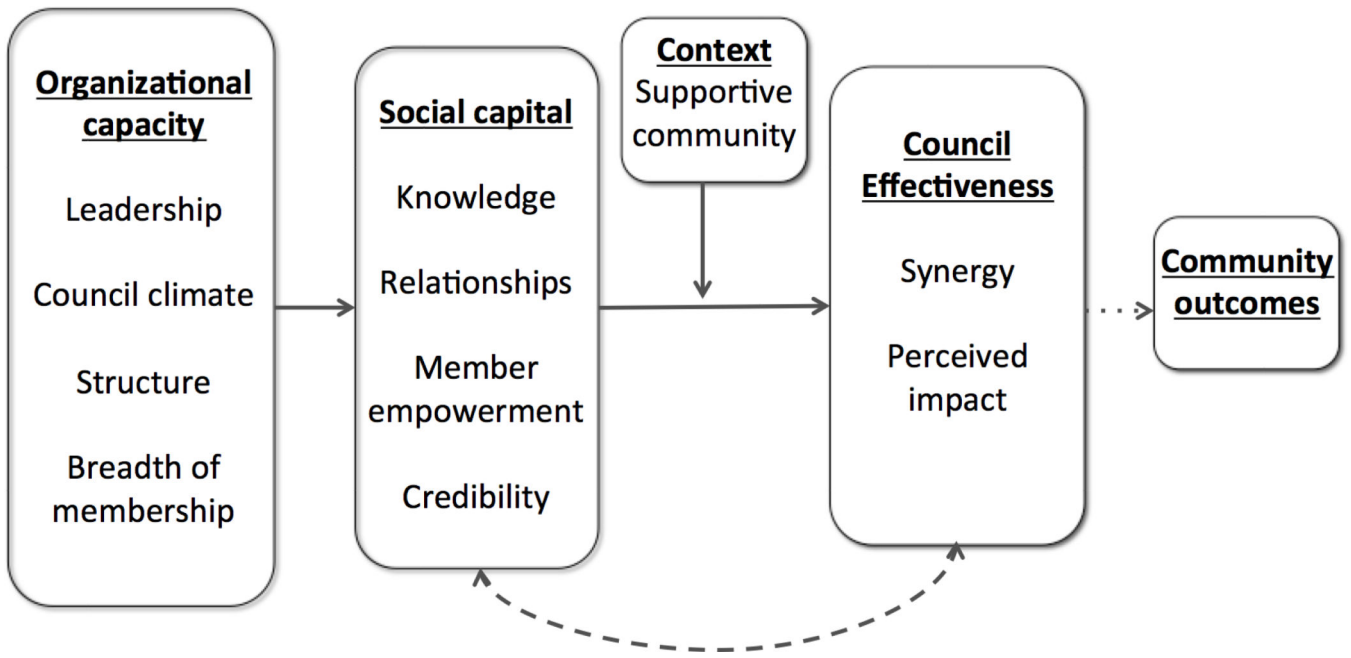 Organizational
capacity
Leadership
Council climate
Structure
Breadth of
membership
Social capital
Knowledge
Relationships
Member
empowerment
Credibility
Context
Supportive
community
Council
Effectiveness
Synergy
Perceived
impact
Community
outcomes